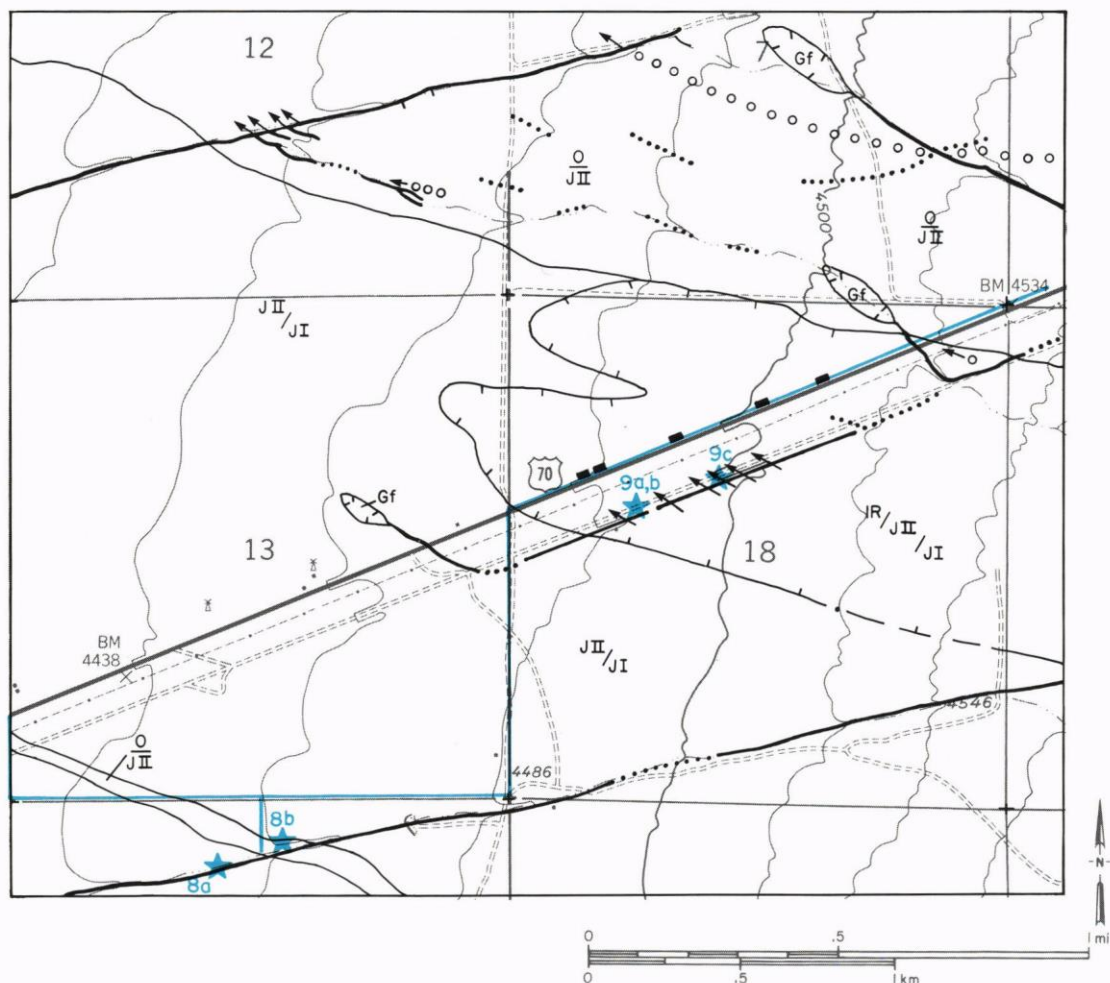 12
Gf
O
JII
4500
O
JII
Gf
BM 4534
JII/JI
70
9c
9a,b
Gf
13
18
IR/JII/JI
BM
4438
JII/JI
4546
O
JII
4486
8b
8a
N
0 .5 1 mi
0 .5 1 km